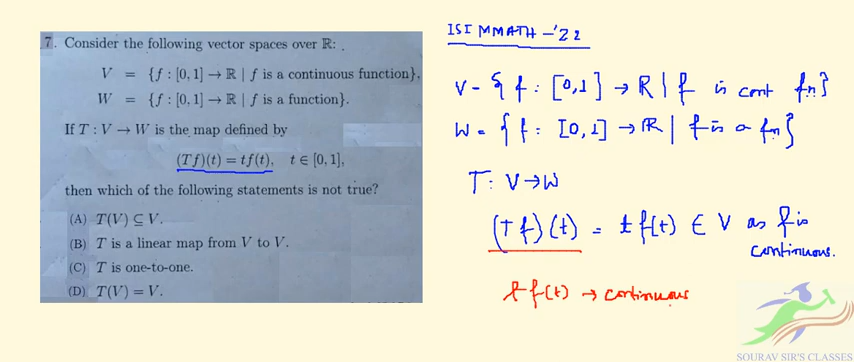 7. Consider the following vector spaces over ℝ:
V = {f : [0,1] → ℝ | f is a continuous function},
W = {f : [0,1] → ℝ | f is a function}.
If T : V → W is the map defined by
(Tf)(t) = tf(t), t ∈ [0,1],
then which of the following statements is not true?
(A) T(V) ⊆ V.
(B) T is a linear map from V to V.
(C) T is one-to-one.
(D) T(V) = V.
ISI MMATH -'22
V = { f : [0,1] → ℝ | f is cont fn}
W = { f : [0,1] → ℝ | f is a fn}
T: V → W
(T f)(t) = t f(t) ∈ V as f is
continuous.
t f(t) → continuous
SOURAV SIR'S CLASSES